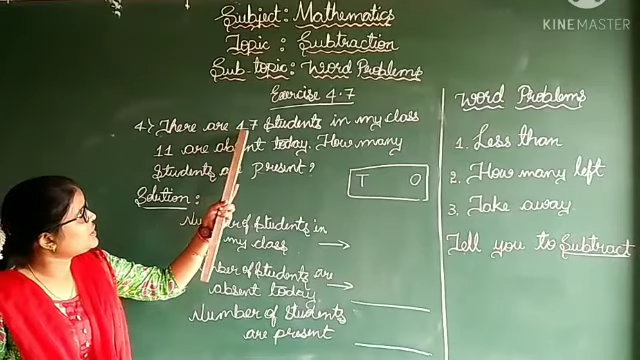 Subject: Mathematics
Topic: Subtraction
Sub-topic: Word Problems
Exercise 4.7
4) There are 47 students in my class
11 are absent today. How many
students are present?
T O
Solution:
Number of students in
my class →
of students are
absent today. →
Number of students
are present
Word Problems
1. Less than
2. How many left
3. Take away
Tell you to Subtract
KINEMASTER